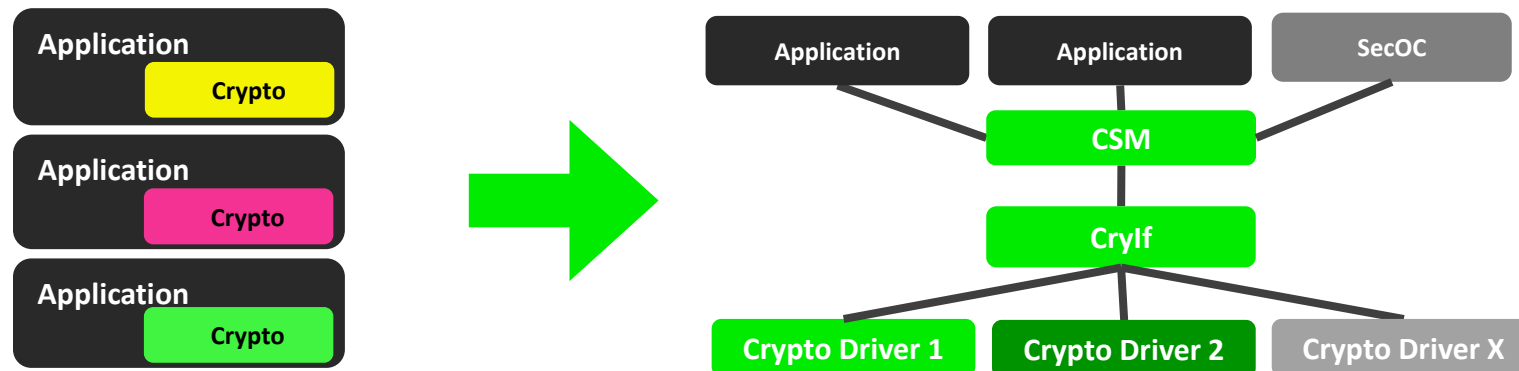 Application
Crypto
Application
Crypto
Application
Crypto
Application
Application
SecOC
CSM
CryIf
Crypto Driver 1
Crypto Driver 2
Crypto Driver X